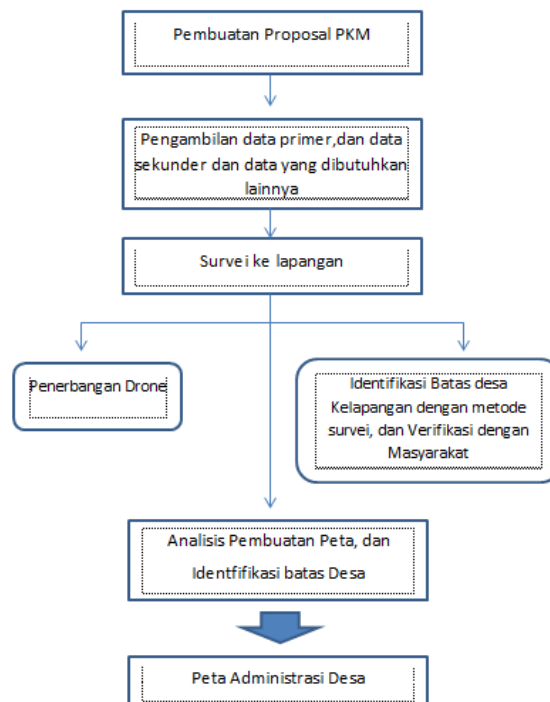 Pembuatan Proposal PKM
Pengambilan data primer,dan data
sekunder dan data yang dibutuhkan
lainnya
Survei ke lapangan
Penerbangan Drone
Identifikasi Batas desa
Kelapangan dengan metode
survei, dan Verifikasi dengan
Masyarakat
Analisis Pembuatan Peta, dan
Identfifikasi batas Desa
Peta Administrasi Desa